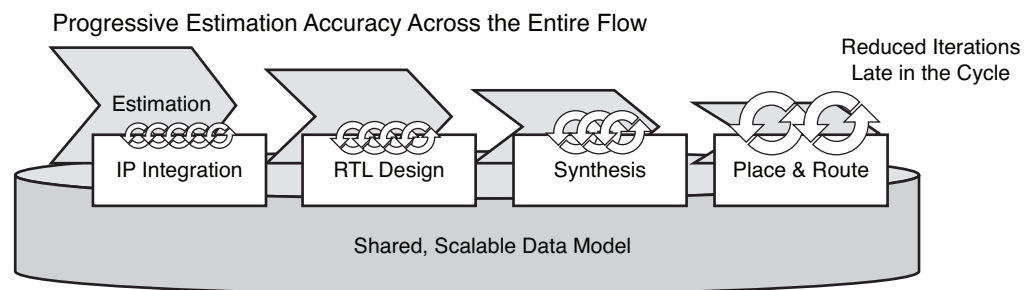 Progressive Estimation Accuracy Across the Entire Flow
Reduced Iterations
Late in the Cycle
Estimation
IP Integration
RTL Design
Synthesis
Place & Route
Shared, Scalable Data Model